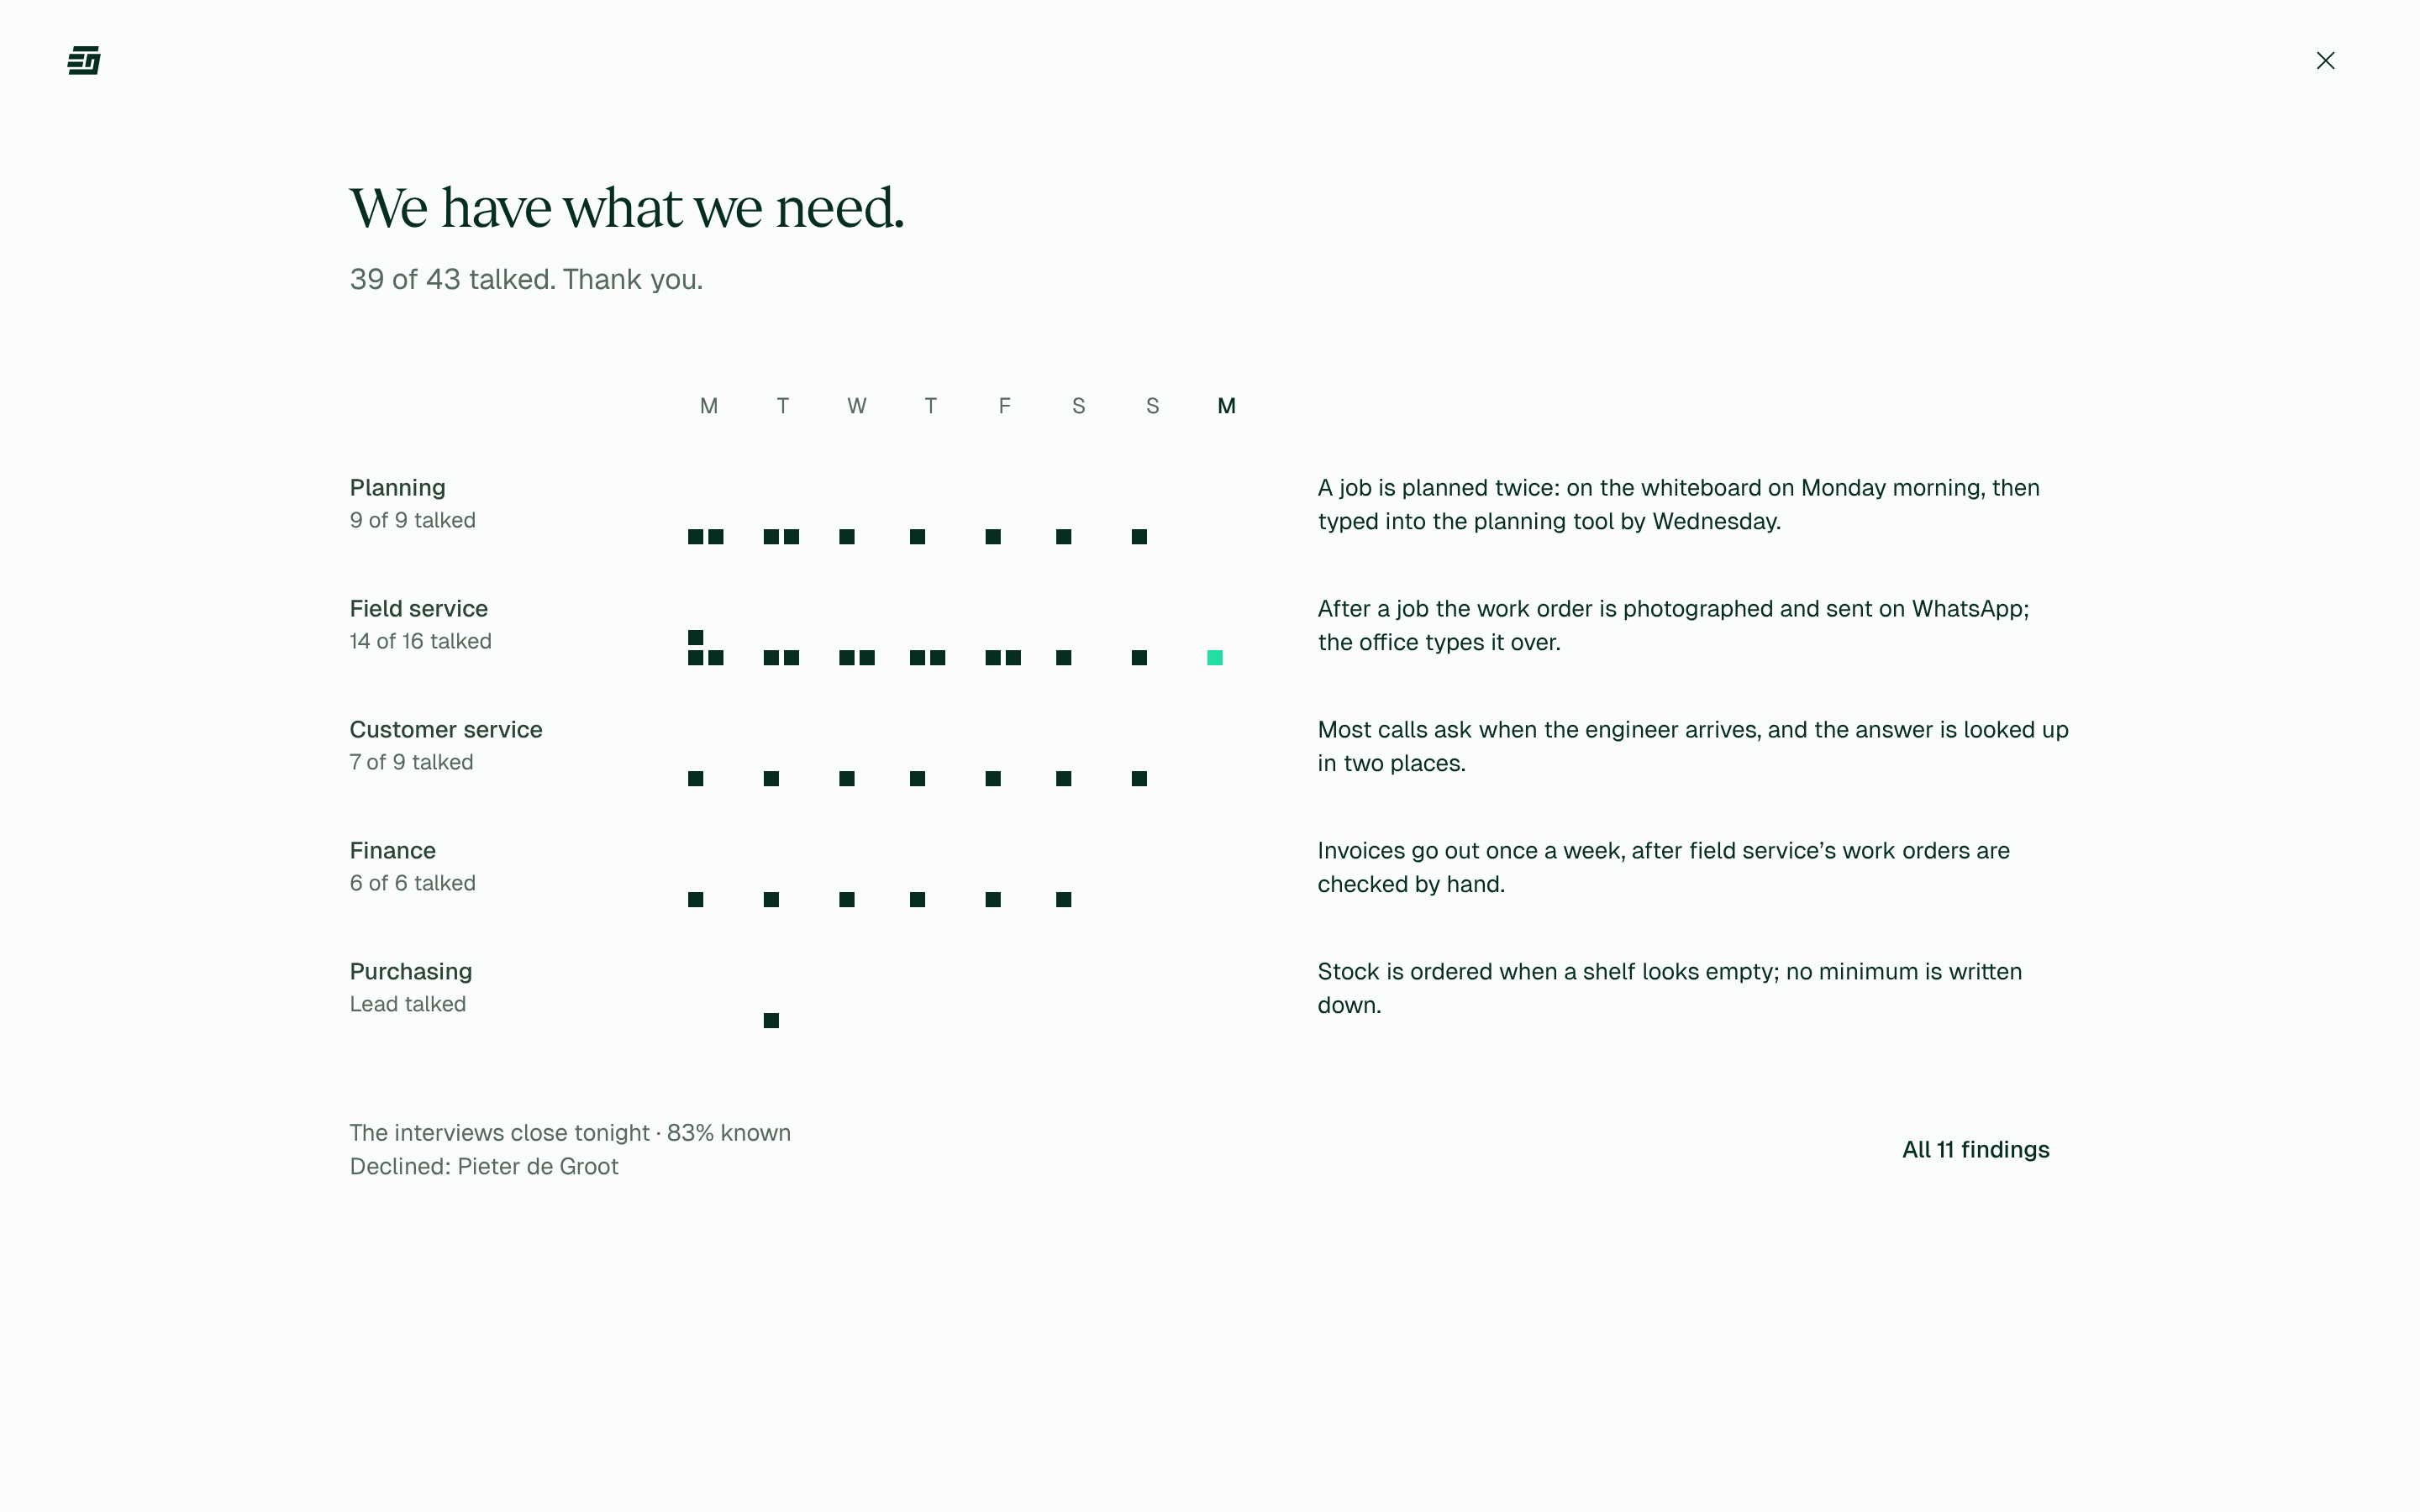 We have what we need.
39 of 43 talked. Thank you.
M T W T F S S M
Planning
9 of 9 talked
A job is planned twice: on the whiteboard on Monday morning, then
typed into the planning tool by Wednesday.
Field service
14 of 16 talked
After a job the work order is photographed and sent on WhatsApp;
the office types it over.
Customer service
7 of 9 talked
Most calls ask when the engineer arrives, and the answer is looked up
in two places.
Finance
6 of 6 talked
Invoices go out once a week, after field service’s work orders are
checked by hand.
Purchasing
Lead talked
Stock is ordered when a shelf looks empty; no minimum is written
down.
The interviews close tonight · 83% known
Declined: Pieter de Groot
All 11 findings